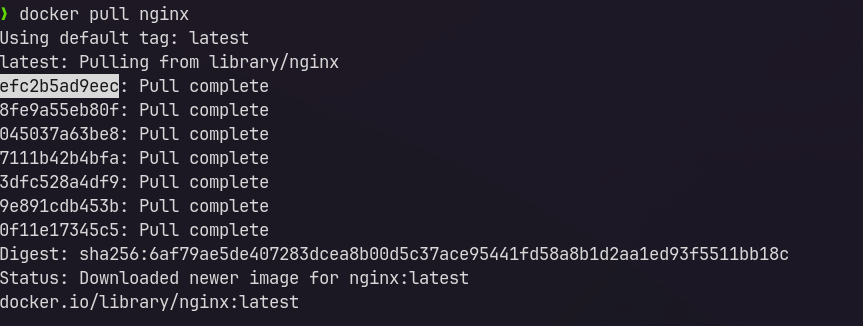 ❯ docker pull nginx
Using default tag: latest
latest: Pulling from library/nginx
efc2b5ad9eec: Pull complete
8fe9a55eb80f: Pull complete
045037a63be8: Pull complete
7111b42b4bfa: Pull complete
3dfc528a4df9: Pull complete
9e891cdb453b: Pull complete
0f11e17345c5: Pull complete
Digest: sha256:6af79ae5de407283dcea8b00d5c37ace95441fd58a8b1d2aa1ed93f5511bb18c
Status: Downloaded newer image for nginx:latest
docker.io/library/nginx:latest